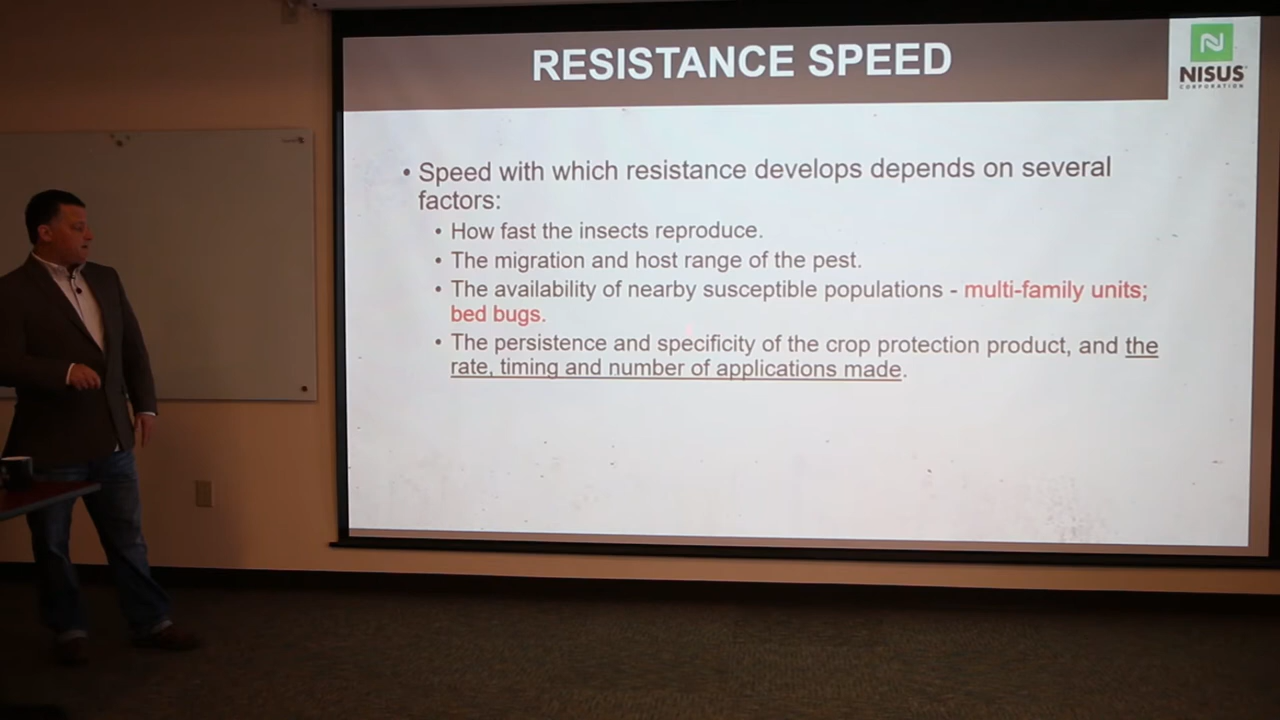 RESISTANCE SPEED
NISUS
CORPORATION
• Speed with which resistance develops depends on several
factors:
• How fast the insects reproduce.
• The migration and host range of the pest.
• The availability of nearby susceptible populations - multi-family units;
bed bugs.
• The persistence and specificity of the crop protection product, and the
rate, timing and number of applications made.